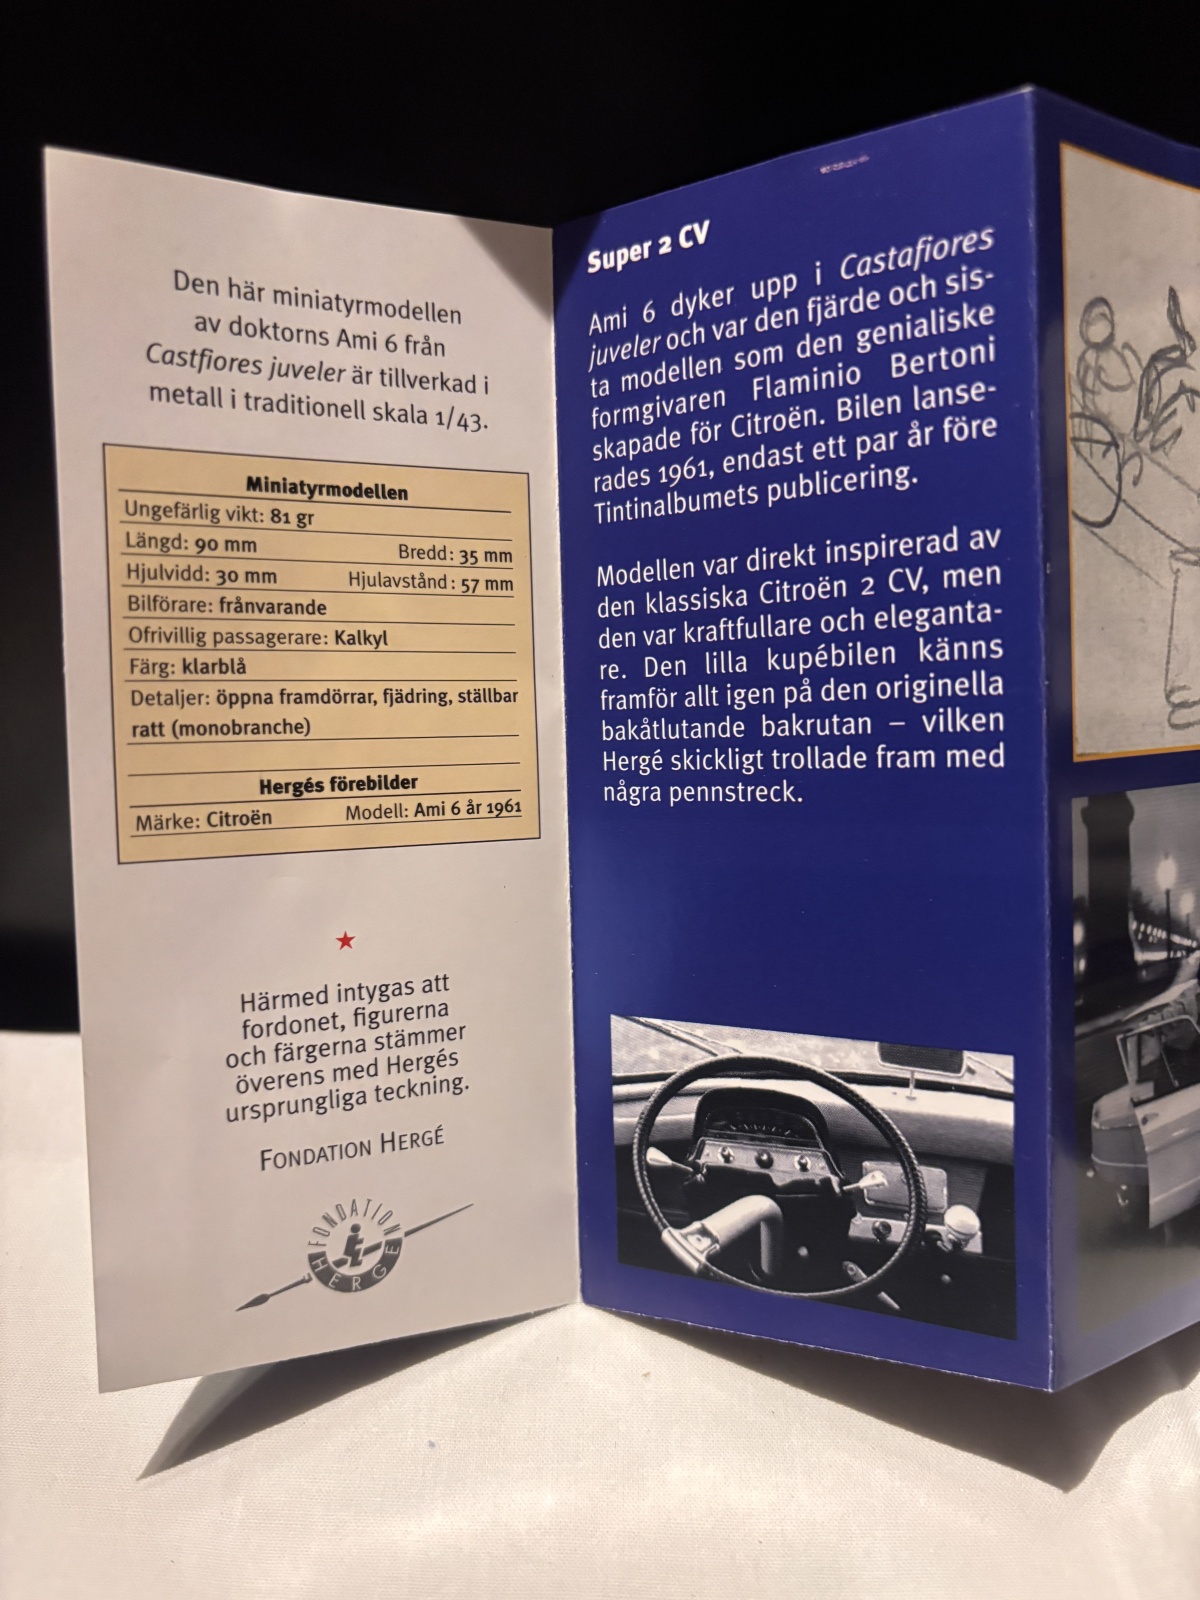 Den här miniatyrmodellen
av doktorns Ami 6 från
Castfiores juveler är tillverkad i
metall i traditionell skala 1/43.
Miniatyrmodellen
Ungefärlig vikt: 81 gr
Längd: 90 mm Bredd: 35 mm
Hjulvidd: 30 mm Hjulavstånd: 57 mm
Bilförare: frånvarande
Ofrivillig passagerare: Kalkyl
Färg: klarblå
Detaljer: öppna framdörrar, fjädring, ställbar
ratt (monobranche)
Hergés förebilder
Märke: Citroën Modell: Ami 6 år 1961
Härmed intygas att
fordonet, figurerna
och färgerna stämmer
överens med Hergés
ursprungliga teckning.
FONDATION HERGÉ
FONDATION
HERGÉ
Super 2 CV
Ami 6 dyker upp i Castafiores
juveler och var den fjärde och sis-
ta modellen som den genialiske
formgivaren Flaminio Bertoni
skapade för Citroën. Bilen lanse-
rades 1961, endast ett par år före
Tintinalbumets publicering.
Modellen var direkt inspirerad av
den klassiska Citroën 2 CV, men
den var kraftfullare och eleganta-
re. Den lilla kupébilen känns
framför allt igen på den originella
bakåtlutande bakrutan – vilken
Hergé skickligt trollade fram med
några pennstreck.